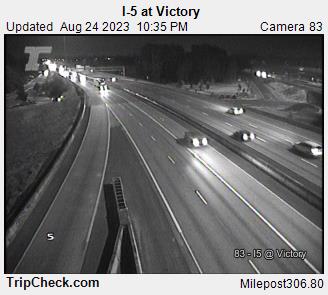 I-5 at Victory
Updated Aug 24 2023 10:35 PM Camera 83
83 - I5 @ Victory
TripCheck.com Milepost306.80